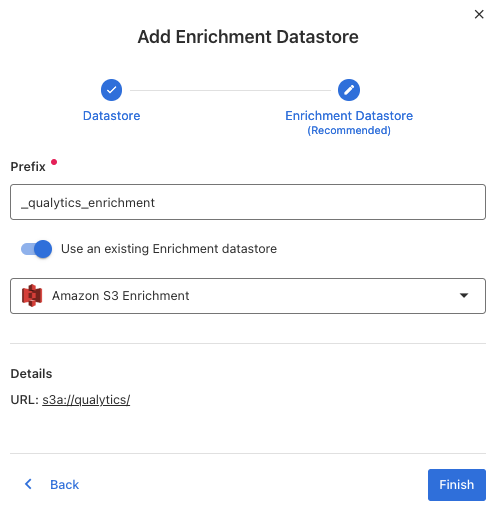 Add Enrichment Datastore
Datastore
Enrichment Datastore
(Recommended)
Prefix
_qualytics_enrichment
Use an existing Enrichment datastore
Amazon S3 Enrichment
Details
URL: s3a://qualytics/
Back
Finish